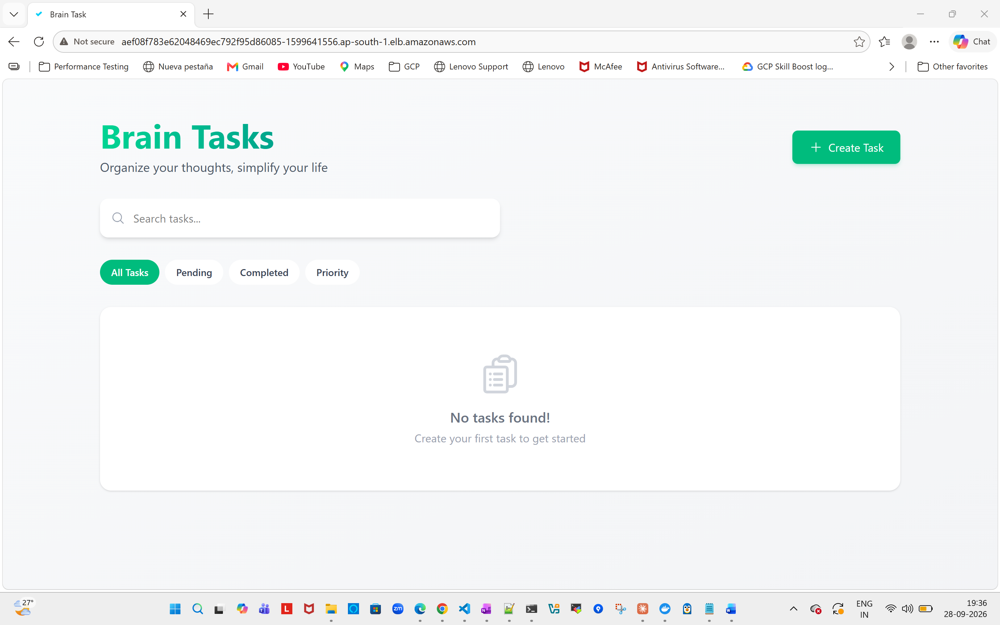 Brain Task
Not secure aef08f783e62048469ec792f95d86085-1599641556.ap-south-1.elb.amazonaws.com
Chat
Performance Testing Nueva pestaña Gmail YouTube Maps GCP Lenovo Support Lenovo McAfee Antivirus Software... GCP Skill Boost log... Other favorites
Brain Tasks
Organize your thoughts, simplify your life
Create Task
Search tasks...
All Tasks Pending Completed Priority
No tasks found!
Create your first task to get started
27°
L
zm
N
W
ENG
IN
19:36
28-09-2026